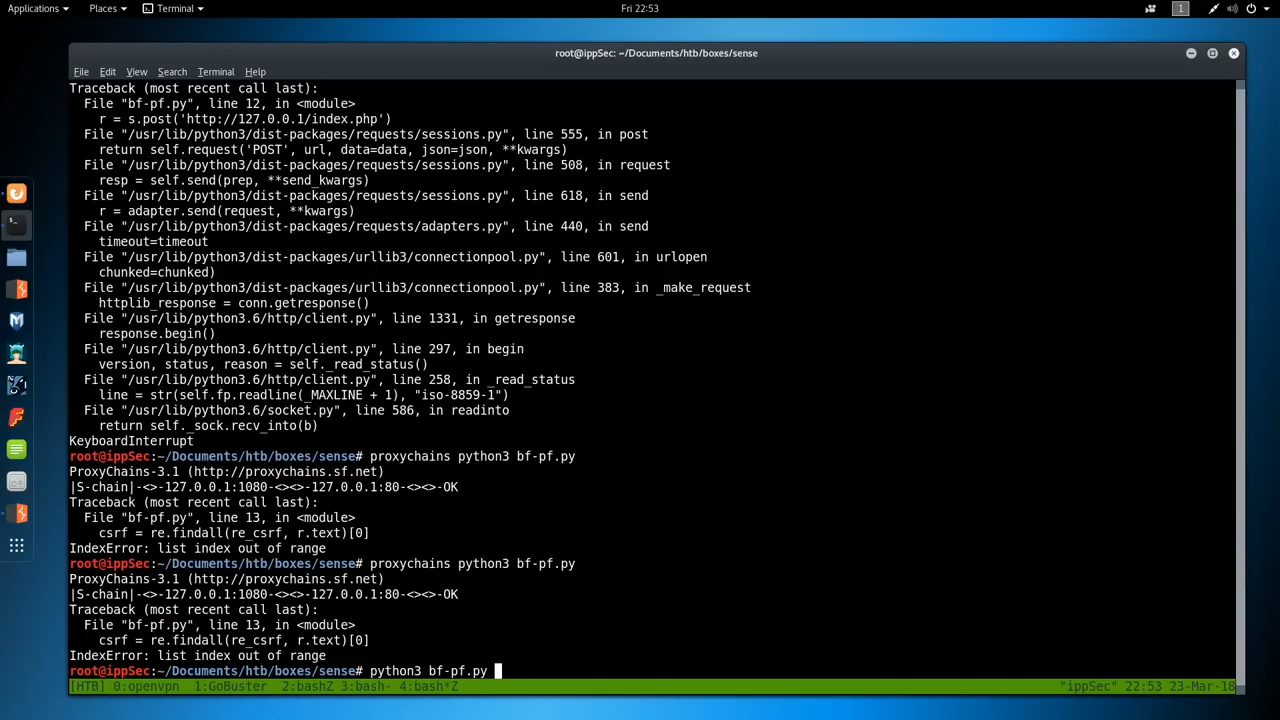 Applications Places Terminal Fri 22:53 1
root@ippSec: ~/Documents/htb/boxes/sense
File Edit View Search Terminal Help
Traceback (most recent call last):
  File "bf-pf.py", line 12, in <module>
    r = s.post('http://127.0.0.1/index.php')
  File "/usr/lib/python3/dist-packages/requests/sessions.py", line 555, in post
    return self.request('POST', url, data=data, json=json, **kwargs)
  File "/usr/lib/python3/dist-packages/requests/sessions.py", line 508, in request
    resp = self.send(prep, **send_kwargs)
  File "/usr/lib/python3/dist-packages/requests/sessions.py", line 618, in send
    r = adapter.send(request, **kwargs)
  File "/usr/lib/python3/dist-packages/requests/adapters.py", line 440, in send
    timeout=timeout
  File "/usr/lib/python3/dist-packages/urllib3/connectionpool.py", line 601, in urlopen
    chunked=chunked)
  File "/usr/lib/python3/dist-packages/urllib3/connectionpool.py", line 383, in _make_request
    httplib_response = conn.getresponse()
  File "/usr/lib/python3.6/http/client.py", line 1331, in getresponse
    response.begin()
  File "/usr/lib/python3.6/http/client.py", line 297, in begin
    version, status, reason = self._read_status()
  File "/usr/lib/python3.6/http/client.py", line 258, in _read_status
    line = str(self.fp.readline(_MAXLINE + 1), "iso-8859-1")
  File "/usr/lib/python3.6/socket.py", line 586, in readinto
    return self._sock.recv_into(b)
KeyboardInterrupt
root@ippSec:~/Documents/htb/boxes/sense# proxychains python3 bf-pf.py
ProxyChains-3.1 (http://proxychains.sf.net)
|S-chain|-<>-127.0.0.1:1080-<><>-127.0.0.1:80-<><>-OK
Traceback (most recent call last):
  File "bf-pf.py", line 13, in <module>
    csrf = re.findall(re_csrf, r.text)[0]
IndexError: list index out of range
root@ippSec:~/Documents/htb/boxes/sense# proxychains python3 bf-pf.py
ProxyChains-3.1 (http://proxychains.sf.net)
|S-chain|-<>-127.0.0.1:1080-<><>-127.0.0.1:80-<><>-OK
Traceback (most recent call last):
  File "bf-pf.py", line 13, in <module>
    csrf = re.findall(re_csrf, r.text)[0]
IndexError: list index out of range
root@ippSec:~/Documents/htb/boxes/sense# python3 bf-pf.py
[HTB] 0:openvpn  1:GoBuster  2:bashZ 3:bash- 4:bash*Z "ippSec" 22:53 23-Mar-18